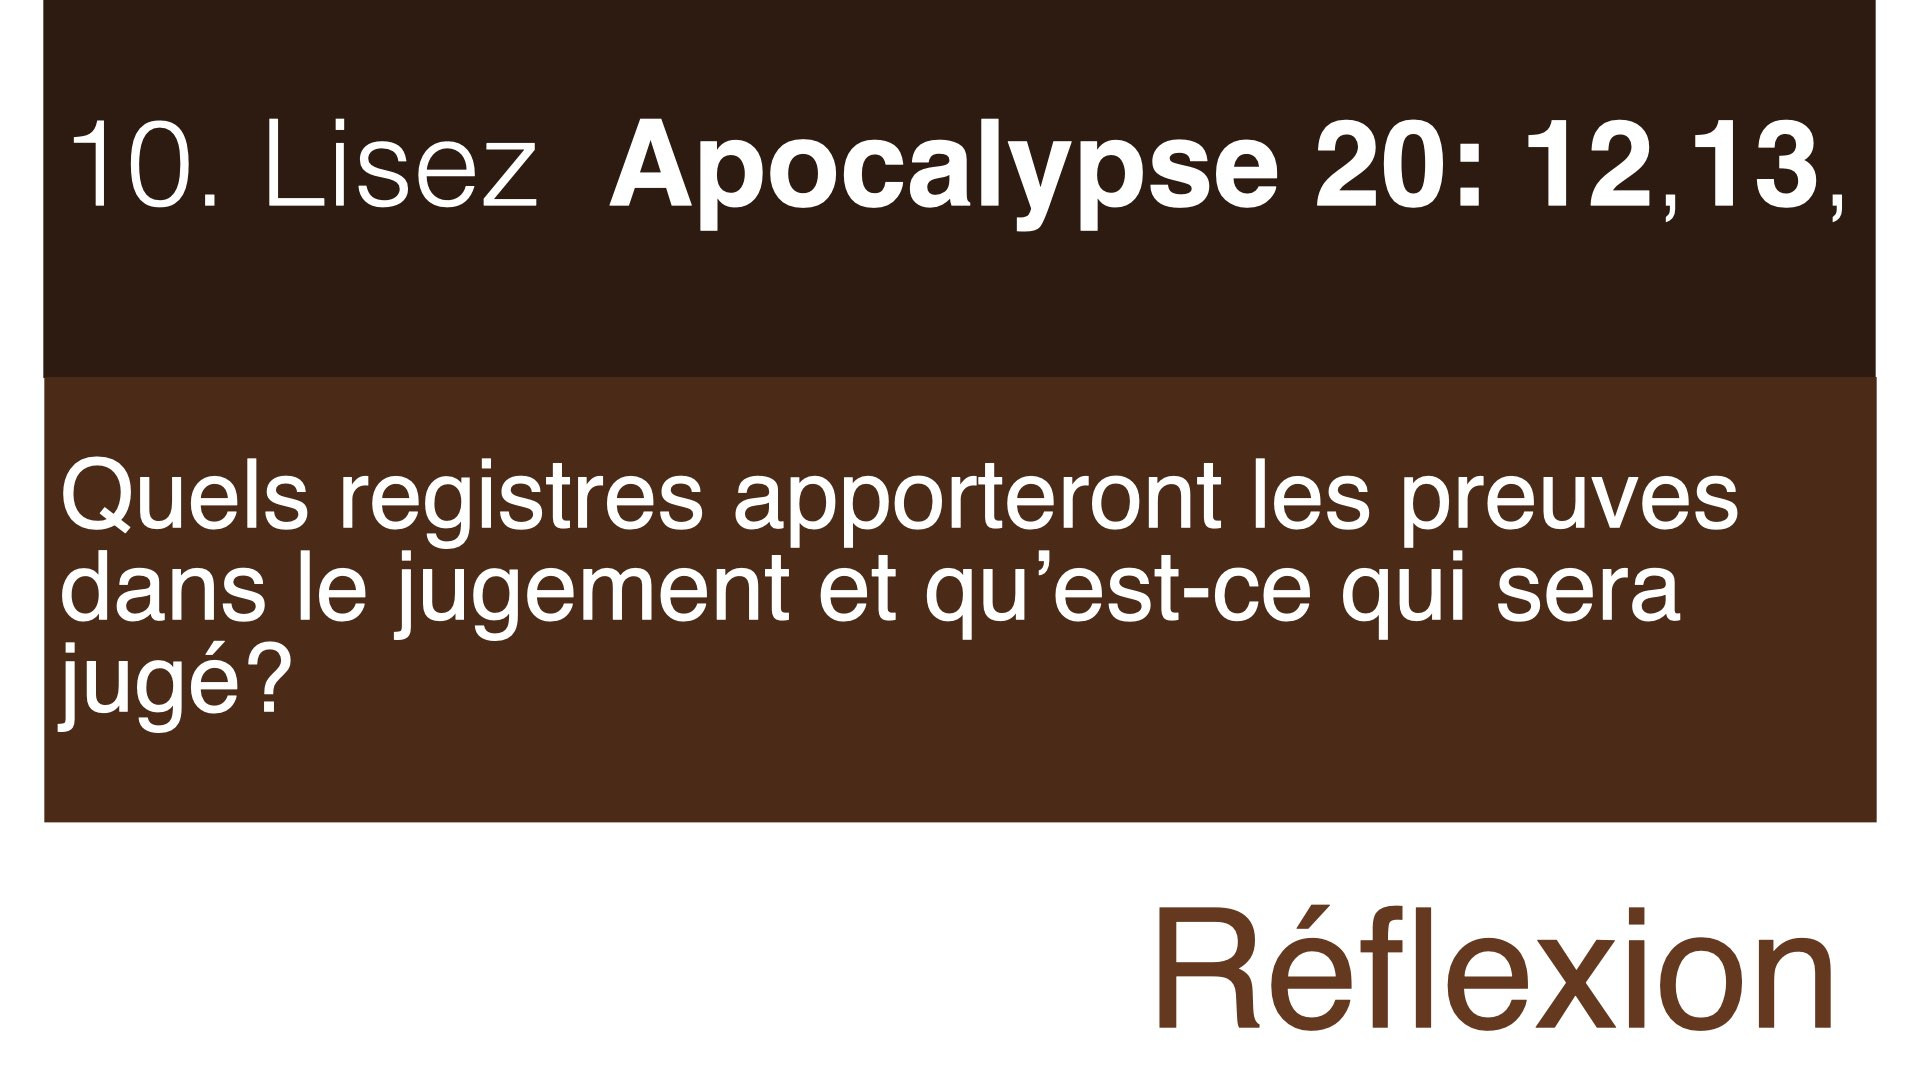 10. Lisez  Apocalypse 20: 12,13,
Quels registres apporteront les preuves
dans le jugement et qu’est-ce qui sera
jugé?
Réflexion